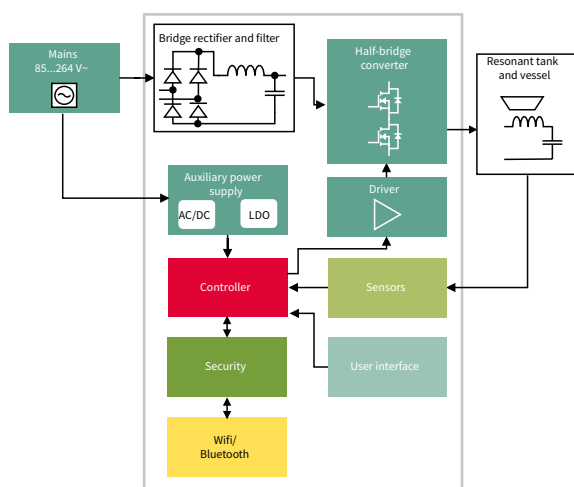 Mains
85...264 V~
Bridge rectifier and filter
Half-bridge
converter
Resonant tank
and vessel
Auxiliary power
supply
AC/DC
LDO
Driver
Controller
Sensors
Security
User interface
Wifi/
Bluetooth